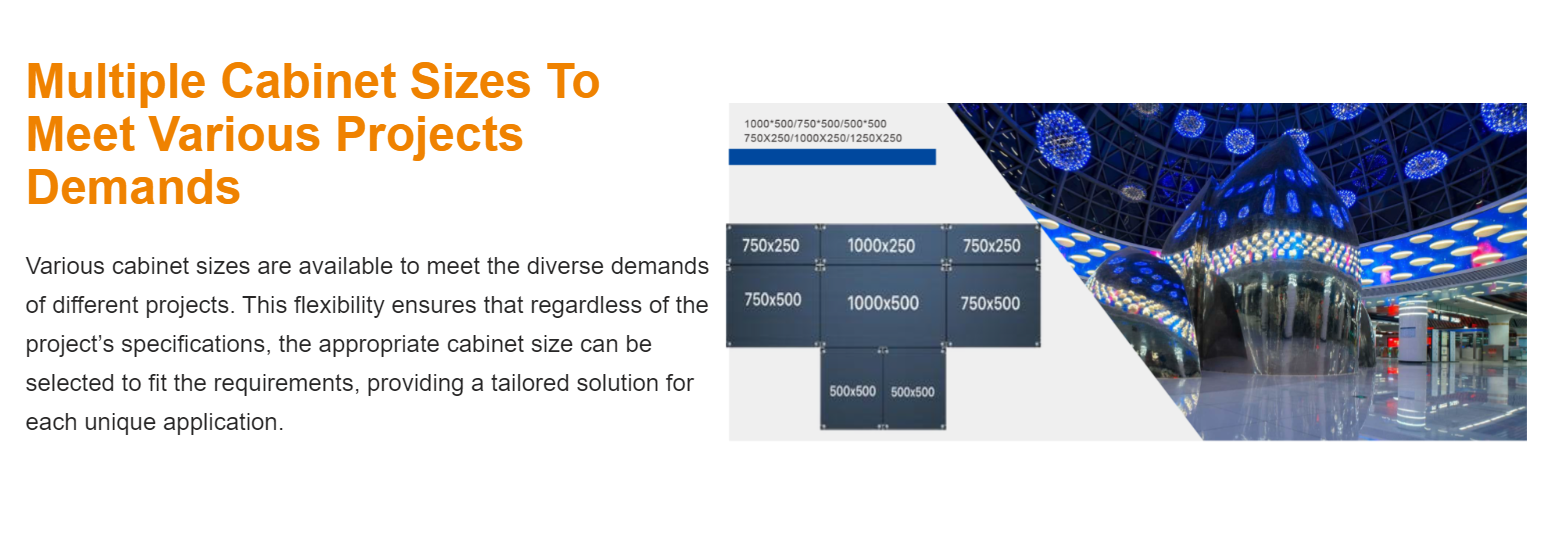 Multiple Cabinet Sizes To
Meet Various Projects
Demands
Various cabinet sizes are available to meet the diverse demands
of different projects. This flexibility ensures that regardless of the
project’s specifications, the appropriate cabinet size can be
selected to fit the requirements, providing a tailored solution for
each unique application.
1000*500/750*500/500*500
750X250/1000X250/1250X250
750x250 1000x250 750x250
750x500 1000x500 750x500
500x500 500x500